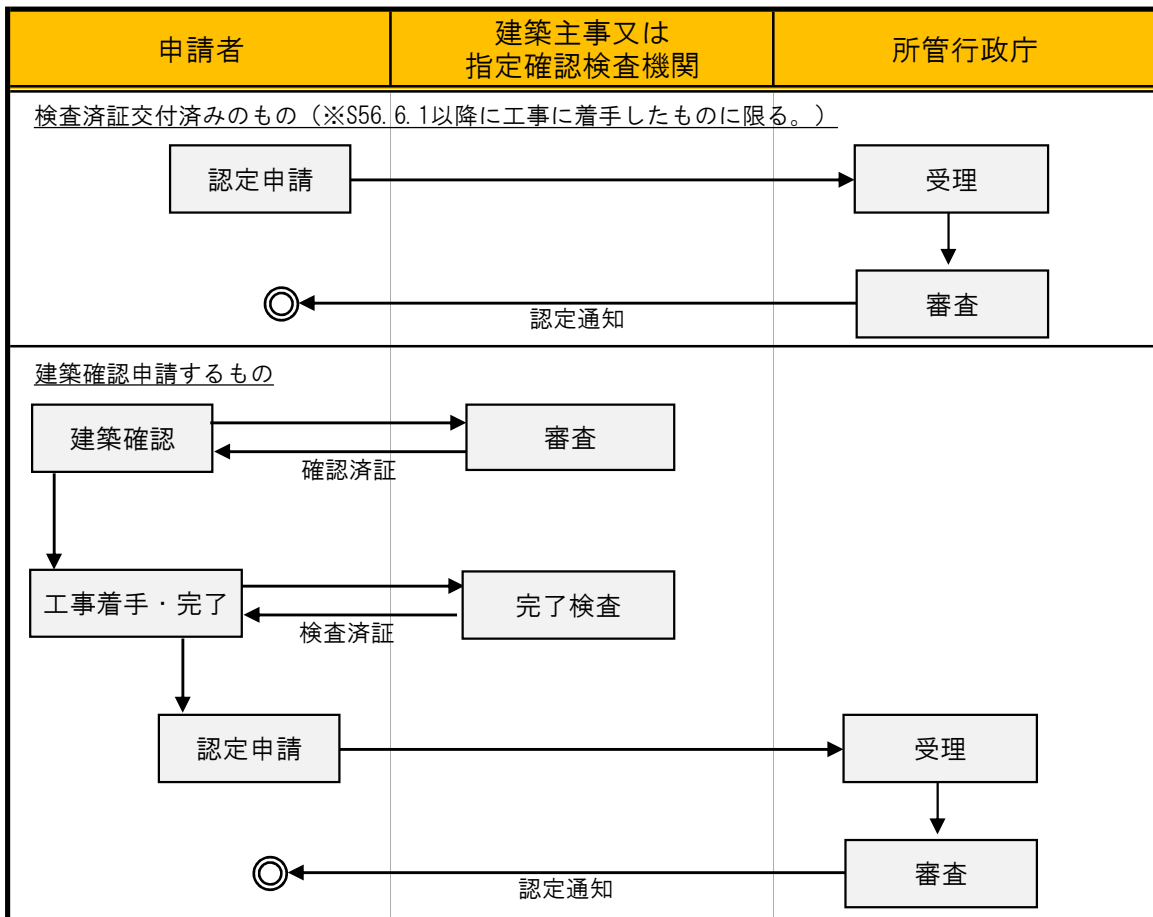 申請者
建築主事又は
指定確認検査機関
所管行政庁
検査済証交付済みのもの（※S56.6.1以降に工事に着手したものに限る。）
認定申請
受理
審査
認定通知
建築確認申請するもの
建築確認
審査
確認済証
工事着手・完了
完了検査
検査済証
認定申請
受理
審査
認定通知